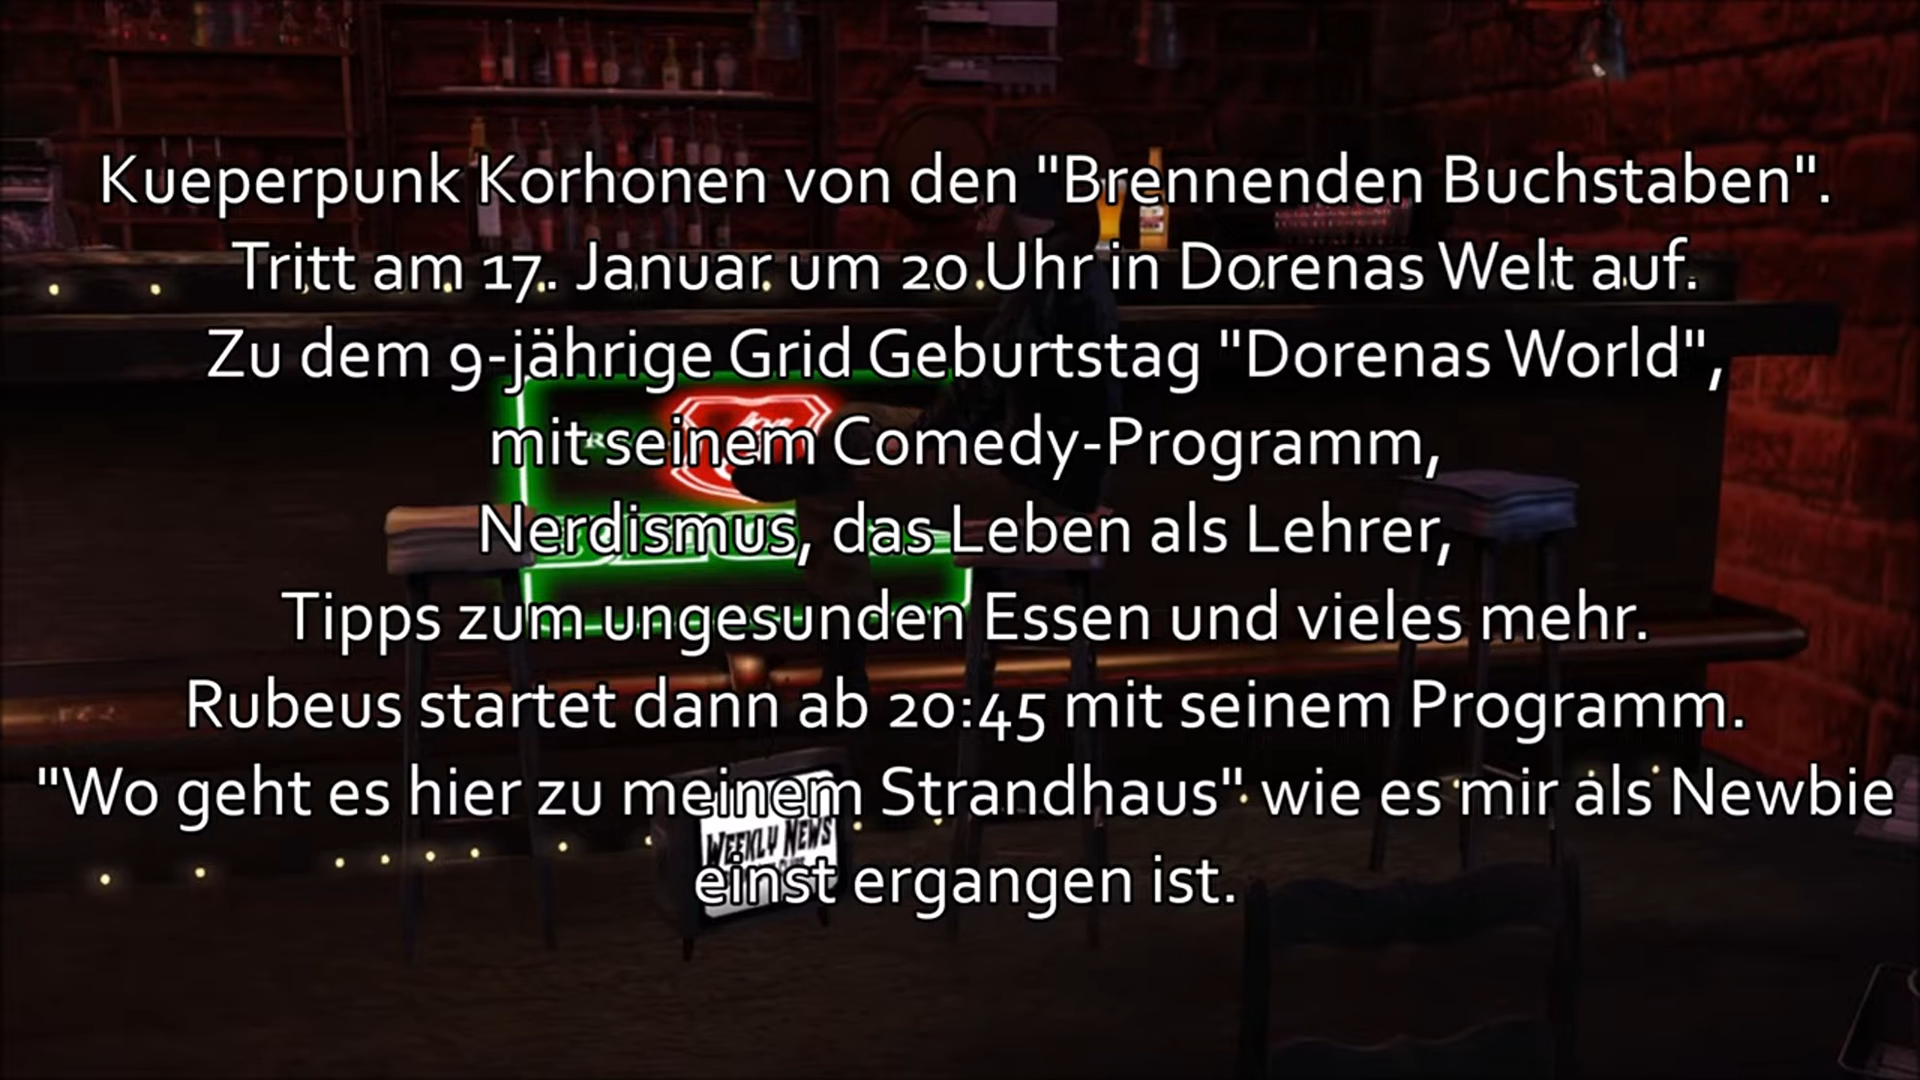 Kueperpunk Korhonen von den "Brennenden Buchstaben".
Tritt am 17. Januar um 20 Uhr in Dorenas Welt auf.
Zu dem 9-jährige Grid Geburtstag "Dorenas World",
mit seinem Comedy-Programm,
Nerdismus, das Leben als Lehrer,
Tipps zum ungesunden Essen und vieles mehr.
Rubeus startet dann ab 20:45 mit seinem Programm.
"Wo geht es hier zu meinem Strandhaus" wie es mir als Newbie
einst ergangen ist.
WEEKLY NEWS